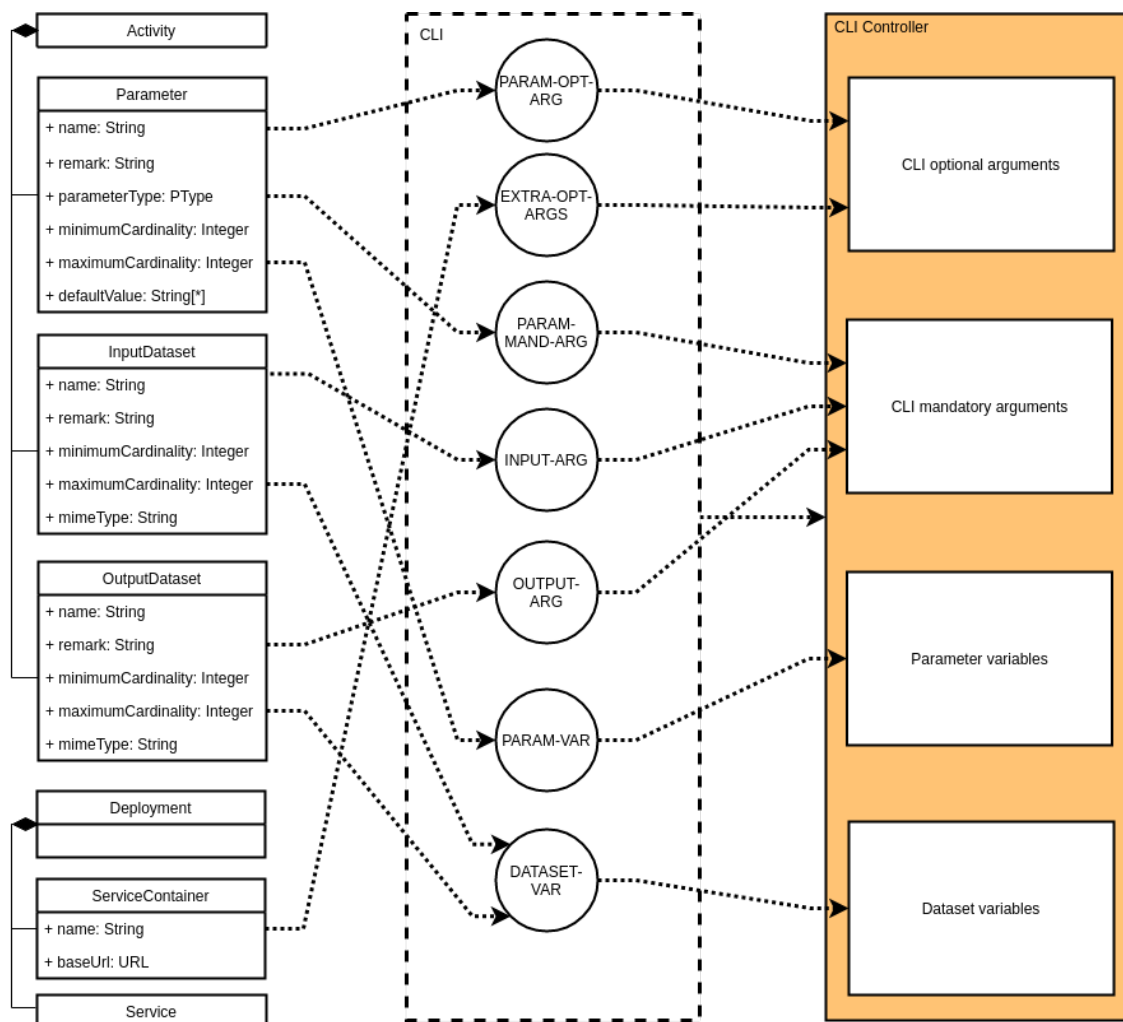 Activity
Parameter
+ name: String
+ remark: String
+ parameterType: PType
+ minimumCardinality: Integer
+ maximumCardinality: Integer
+ defaultValue: String[*]
InputDataset
+ name: String
+ remark: String
+ minimumCardinality: Integer
+ maximumCardinality: Integer
+ mimeType: String
OutputDataset
+ name: String
+ remark: String
+ minimumCardinality: Integer
+ maximumCardinality: Integer
+ mimeType: String
Deployment
ServiceContainer
+ name: String
+ baseUrl: URL
Service
CLI
PARAM-OPT-
ARG
EXTRA-OPT-
ARGS
PARAM-
MAND-ARG
INPUT-ARG
OUTPUT-
ARG
PARAM-VAR
DATASET-
VAR
CLI Controller
CLI optional arguments
CLI mandatory arguments
Parameter variables
Dataset variables